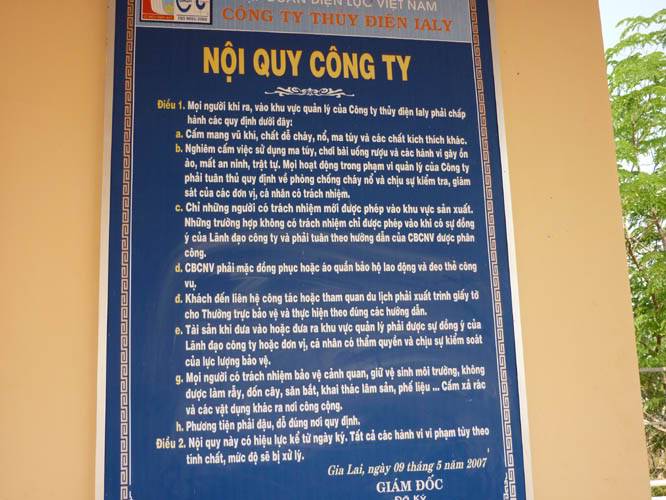 ĐIỆN LỰC VIỆT NAM
CÔNG TY THUỶ ĐIỆN IALY
NỘI QUY CÔNG TY
Điều 1. Mọi người khi ra, vào khu vực quản lý của Công ty thủy điện Ialy phải chấp
hành các quy định dưới đây:
a. Cấm mang vũ khí, chất dễ cháy, nổ, ma túy và các chất kích thích khác.
b. Nghiêm cấm việc sử dụng ma túy, chơi bài uống rượu và các hành vi gây ồn
ào, mất an ninh, trật tự. Mọi hoạt động trong phạm vi quản lý của Công ty
phải tuân thủ quy định về phòng chống cháy nổ và chịu sự kiểm tra, giám
sát của các đơn vị, cá nhân có trách nhiệm.
c. Chỉ những người có trách nhiệm mới được phép vào khu vực sản xuất.
Những trường hợp không có trách nhiệm chỉ được phép vào khi có sự đồng
ý của Lãnh đạo công ty và phải tuân theo hướng dẫn của CBCNV được phân
công.
d. CBCNV phải mặc đồng phục hoặc áo quần bảo hộ lao động và đeo thẻ công
vụ.
đ. Khách đến liên hệ công tác hoặc tham quan du lịch phải xuất trình giấy tờ
cho Thường trực bảo vệ và thực hiện theo đúng các hướng dẫn.
e. Tài sản khi đưa vào hoặc đưa ra khu vực quản lý phải được sự đồng ý của
Lãnh đạo công ty hoặc đơn vị, cá nhân có thẩm quyền và chịu sự kiểm soát
của lực lượng bảo vệ.
g. Mọi người có trách nhiệm bảo vệ cảnh quan, giữ vệ sinh môi trường, không
được làm rẫy, đốn cây, săn bắt, khai thác lâm sản, phế liệu ... Cấm xả rác
và các vật dụng khác ra nơi công cộng.
h. Phương tiện phải đậu, đỗ đúng nơi quy định.
Điều 2. Nội quy này có hiệu lực kể từ ngày ký. Tất cả các hành vi vi phạm tùy theo
tính chất, mức độ sẽ bị xử lý.
Gia Lai, ngày 09 tháng 5 năm 2007
GIÁM ĐỐC